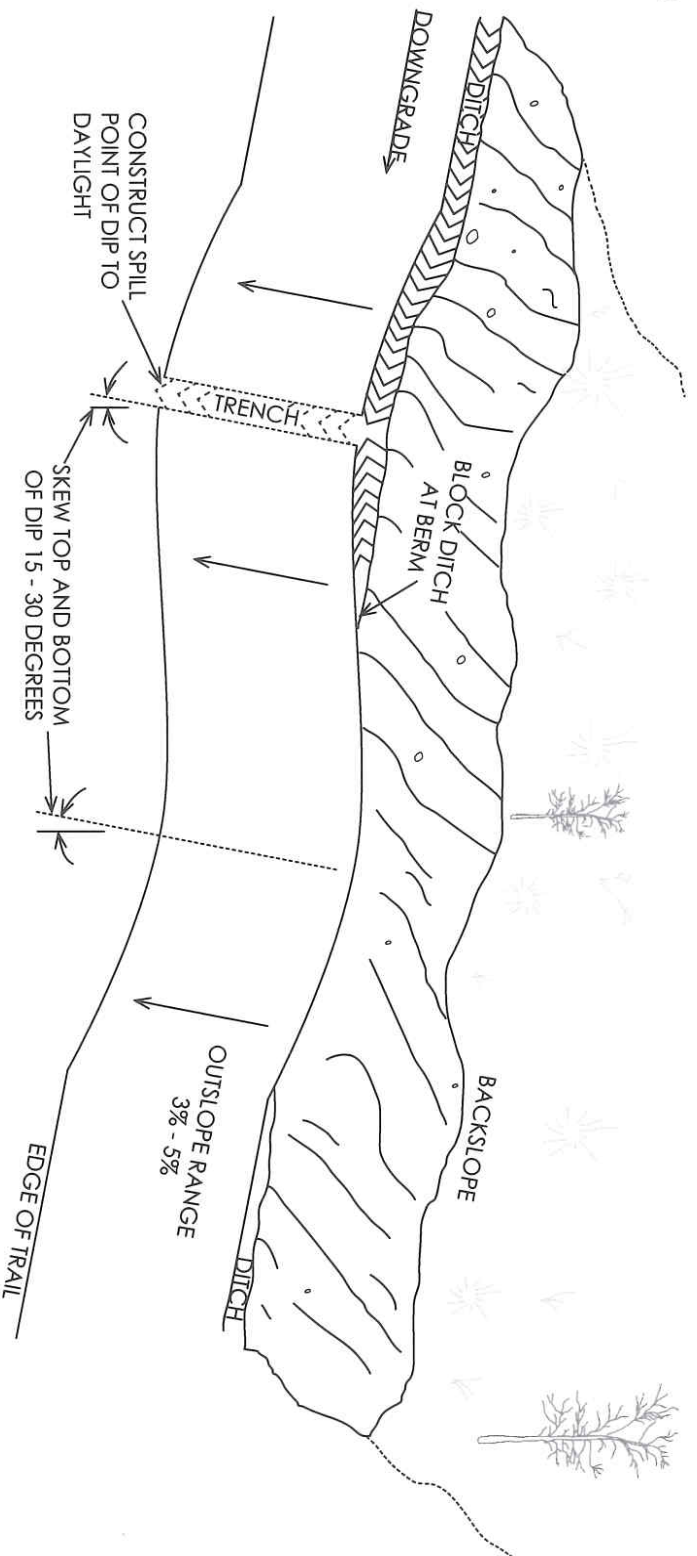 DOWNGRADE
DITCH
CONSTRUCT SPILL
POINT OF DIP TO
DAYLIGHT
TRENCH
BLOCK DITCH
AT BERM
SKEW TOP AND BOTTOM
OF DIP 15 - 30 DEGREES
BACKSLOPE
OUTSLOPE RANGE
3% - 5%
DITCH
EDGE OF TRAIL